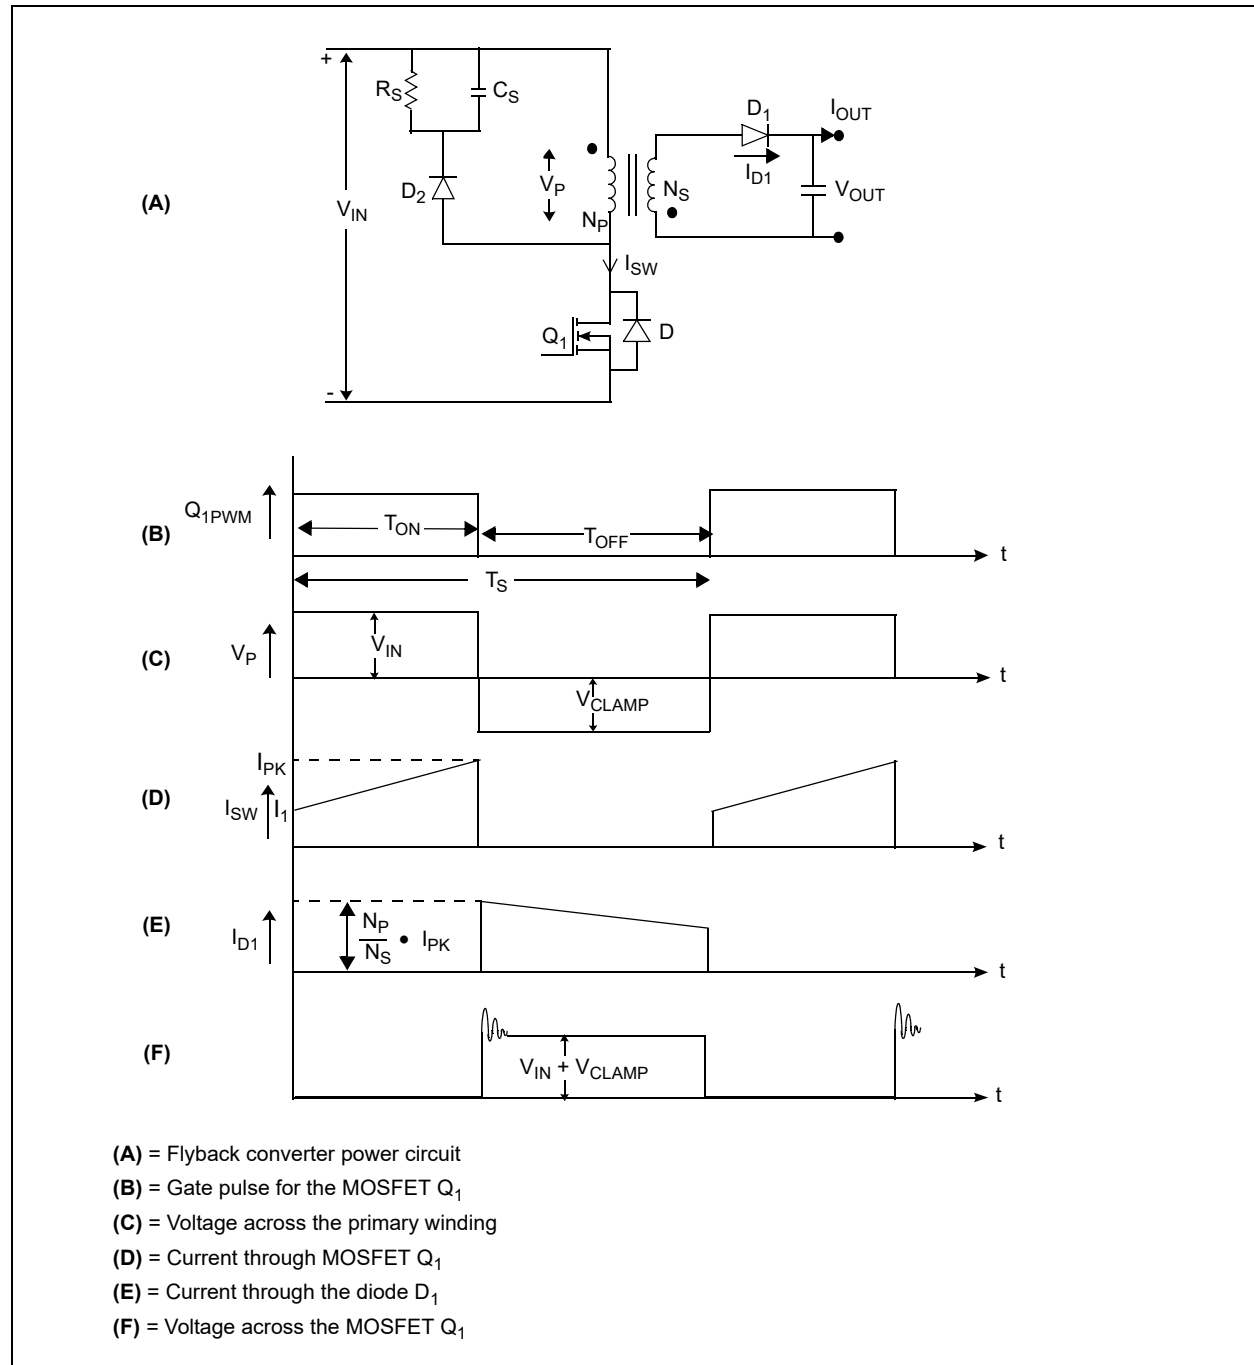 +
R_S
C_S
D_1
I_OUT
(A)
V_IN
D_2
V_P
N_P
N_S
I_D1
V_OUT
I_SW
Q_1
D
-
(B)
Q_1PWM
T_ON
T_OFF
t
T_S
(C)
V_P
V_IN
V_CLAMP
t
I_PK
(D)
I_SW
I_1
t
(E)
I_D1
N_P
N_S
• I_PK
t
(F)
V_IN + V_CLAMP
t
(A) = Flyback converter power circuit
(B) = Gate pulse for the MOSFET Q_1
(C) = Voltage across the primary winding
(D) = Current through MOSFET Q_1
(E) = Current through the diode D_1
(F) = Voltage across the MOSFET Q_1